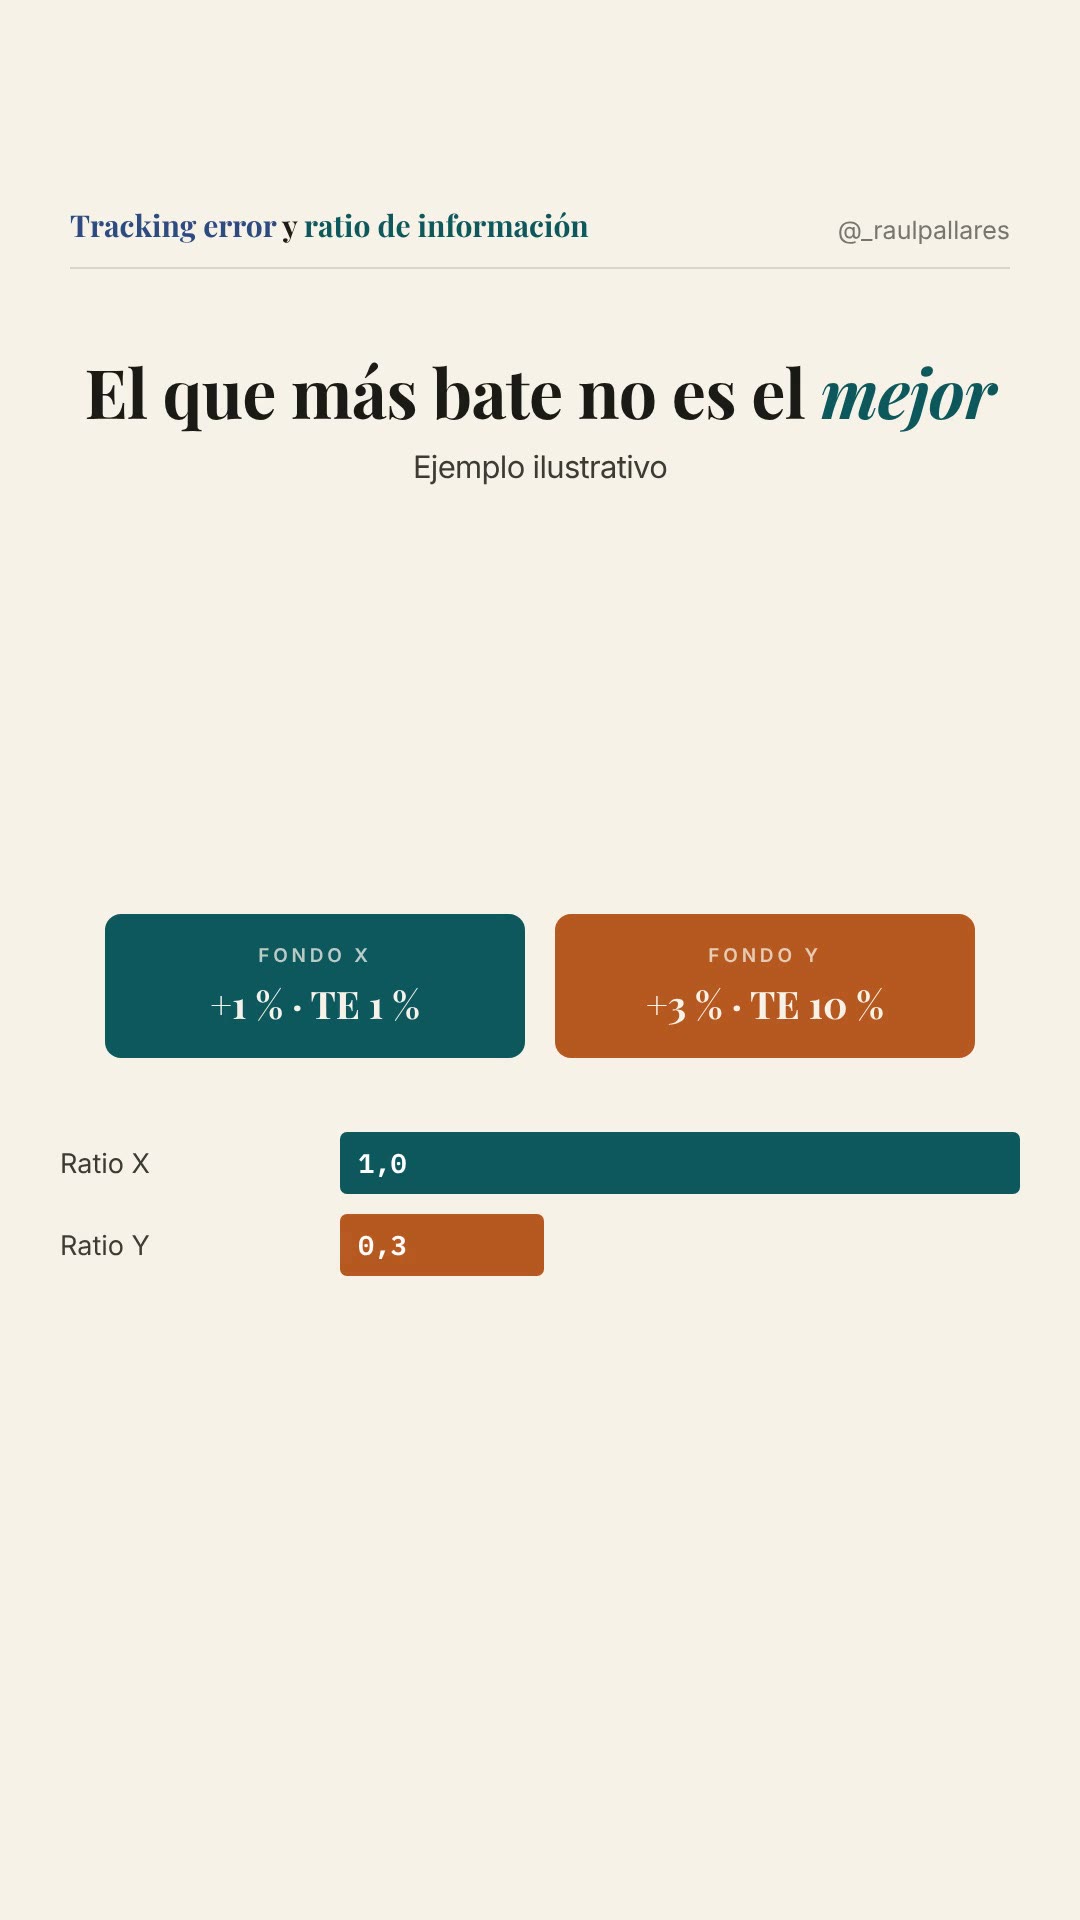 Tracking error y ratio de información
@_raulpallares
El que más bate no es el mejor
Ejemplo ilustrativo
FONDO X
+1 % · TE 1 %
FONDO Y
+3 % · TE 10 %
Ratio X
1,0
Ratio Y
0,3